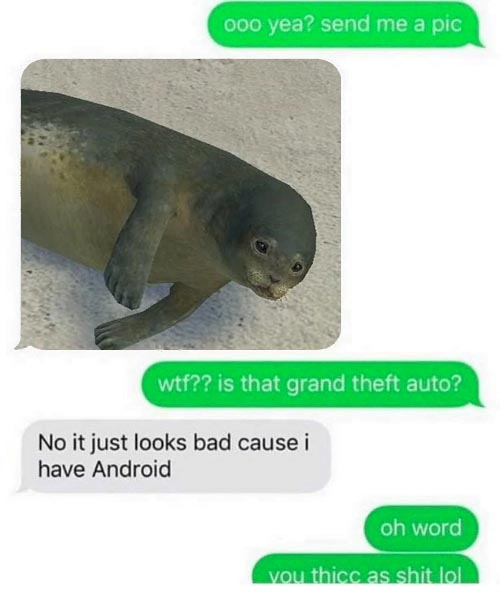 ooo yea? send me a pic
wtf?? is that grand theft auto?
No it just looks bad cause i
have Android
oh word
you thicc as shit lol